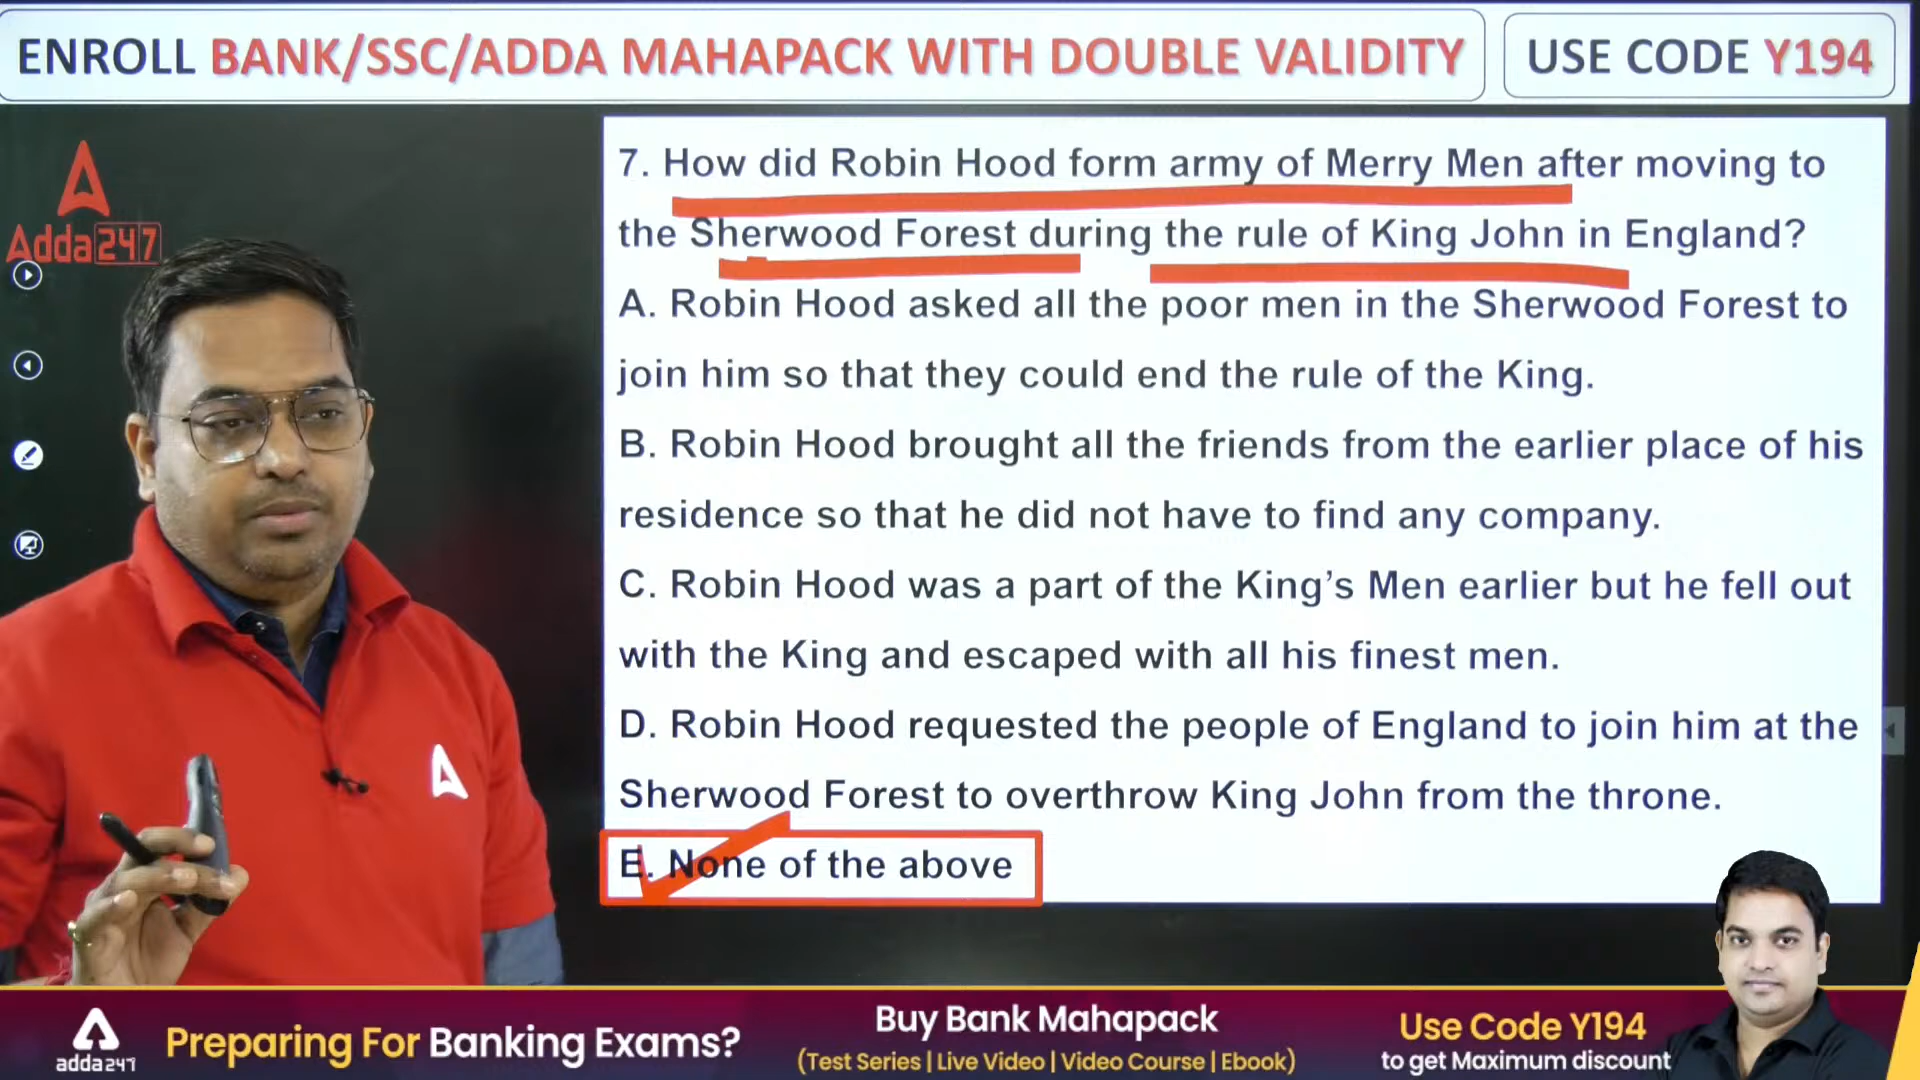 ENROLL BANK/SSC/ADDA MAHAPACK WITH DOUBLE VALIDITY
USE CODE Y194
Adda247
7. How did Robin Hood form army of Merry Men after moving to
the Sherwood Forest during the rule of King John in England?
A. Robin Hood asked all the poor men in the Sherwood Forest to
join him so that they could end the rule of the King.
B. Robin Hood brought all the friends from the earlier place of his
residence so that he did not have to find any company.
C. Robin Hood was a part of the King’s Men earlier but he fell out
with the King and escaped with all his finest men.
D. Robin Hood requested the people of England to join him at the
Sherwood Forest to overthrow King John from the throne.
E. None of the above
adda247
Preparing For Banking Exams?
Buy Bank Mahapack
(Test Series | Live Video | Video Course | Ebook)
Use Code Y194
to get Maximum discount